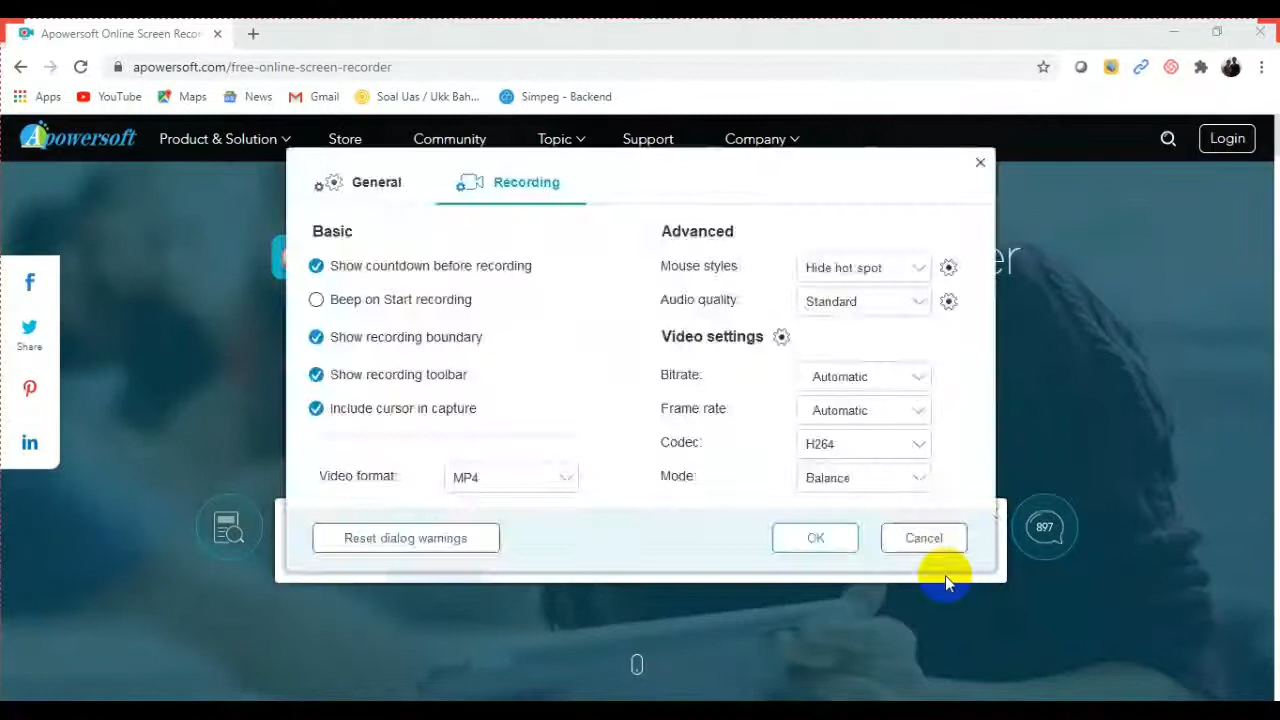 Apowersoft Online Screen Reco
apowersoft.com/free-online-screen-recorder
Apps YouTube Maps News Gmail Soal Uas / Ukk Bah... Simpeg - Backend
Apowersoft Product & Solution Store Community Topic Support Company Login
General Recording
Basic Advanced
Show countdown before recording Mouse styles Hide hot spot
Beep on Start recording Audio quality: Standard
Show recording boundary Video settings
Show recording toolbar Bitrate: Automatic
Include cursor in capture Frame rate: Automatic
Codec: H264
Video format: MP4 Mode: Balance
Reset dialog warnings OK Cancel
er
Share
897